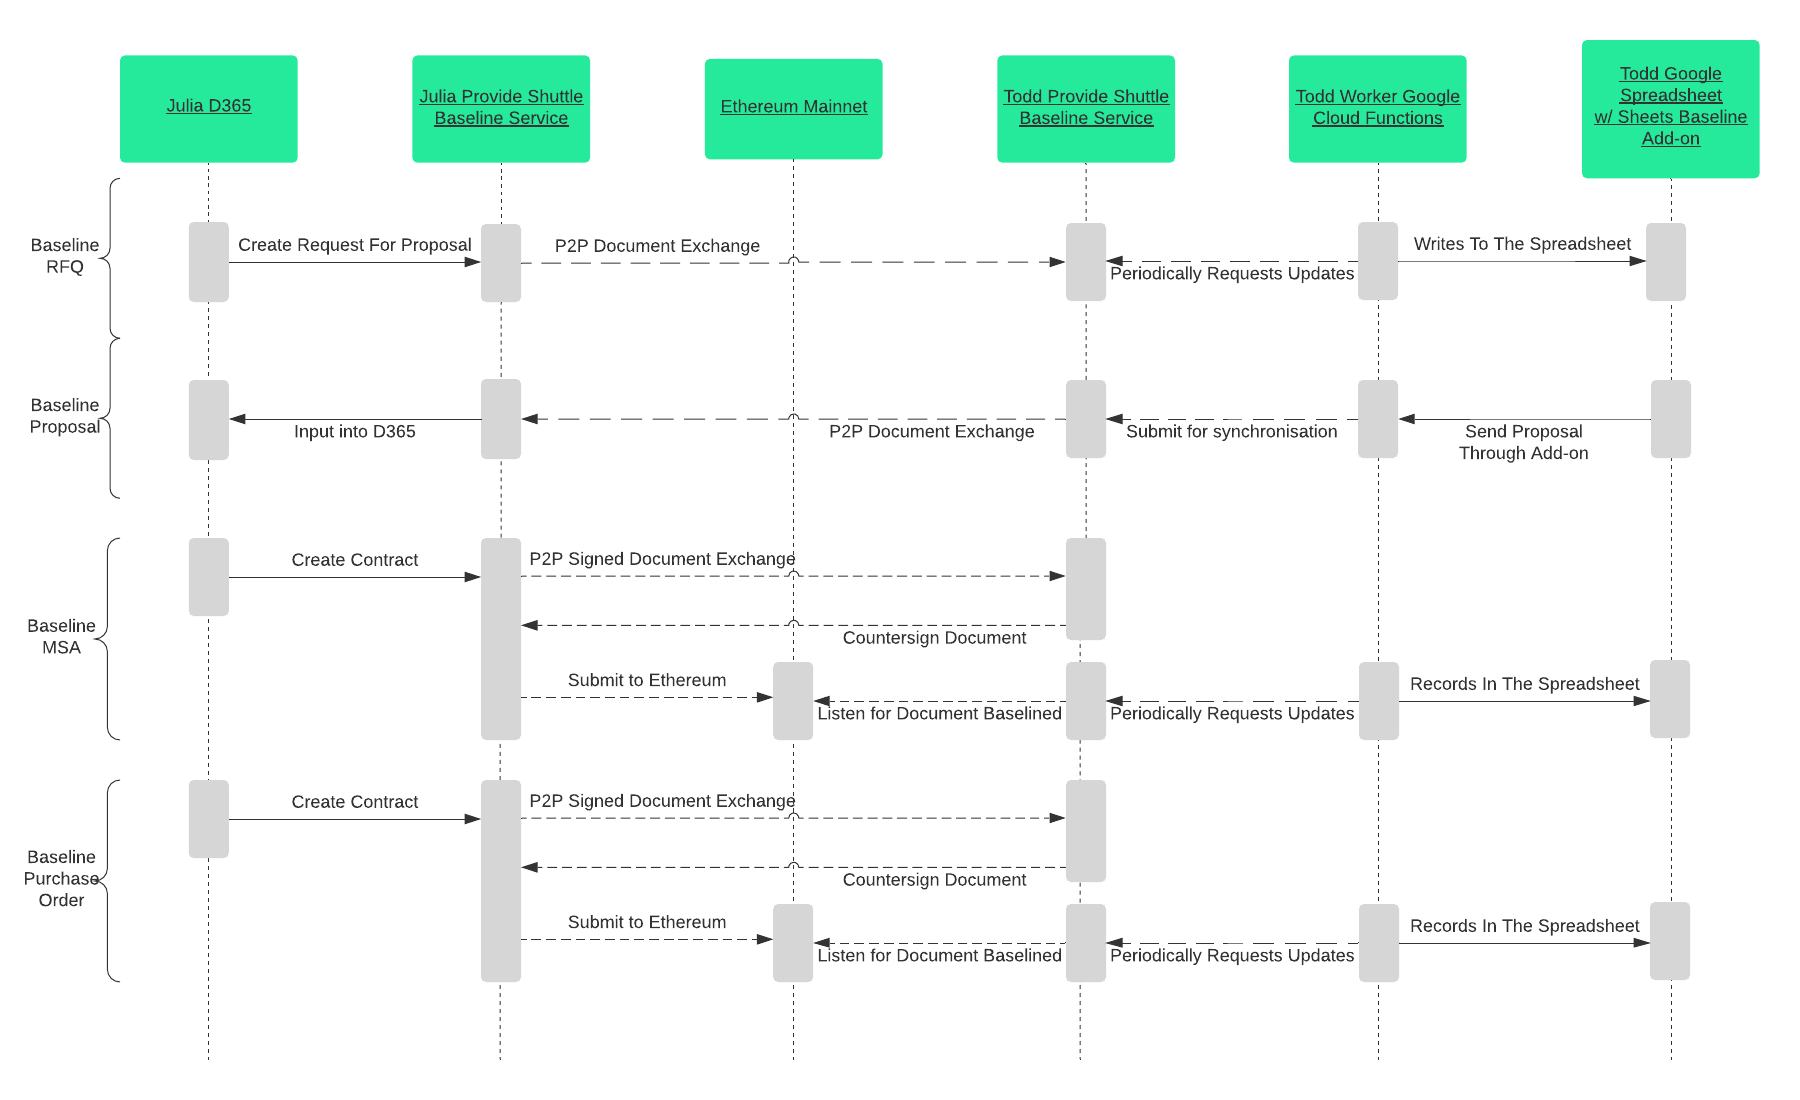 Julia D365
Julia Provide Shuttle
Baseline Service
Ethereum Mainnet
Todd Provide Shuttle
Baseline Service
Todd Worker Google
Cloud Functions
Todd Google
Spreadsheet
w/ Sheets Baseline
Add-on
Baseline
RFQ
Create Request For Proposal
P2P Document Exchange
Periodically Requests Updates
Writes To The Spreadsheet
Baseline
Proposal
Input into D365
P2P Document Exchange
Submit for synchronisation
Send Proposal
Through Add-on
Baseline
MSA
Create Contract
P2P Signed Document Exchange
Countersign Document
Submit to Ethereum
Listen for Document Baselined
Periodically Requests Updates
Records In The Spreadsheet
Baseline
Purchase
Order
Create Contract
P2P Signed Document Exchange
Countersign Document
Submit to Ethereum
Listen for Document Baselined
Periodically Requests Updates
Records In The Spreadsheet